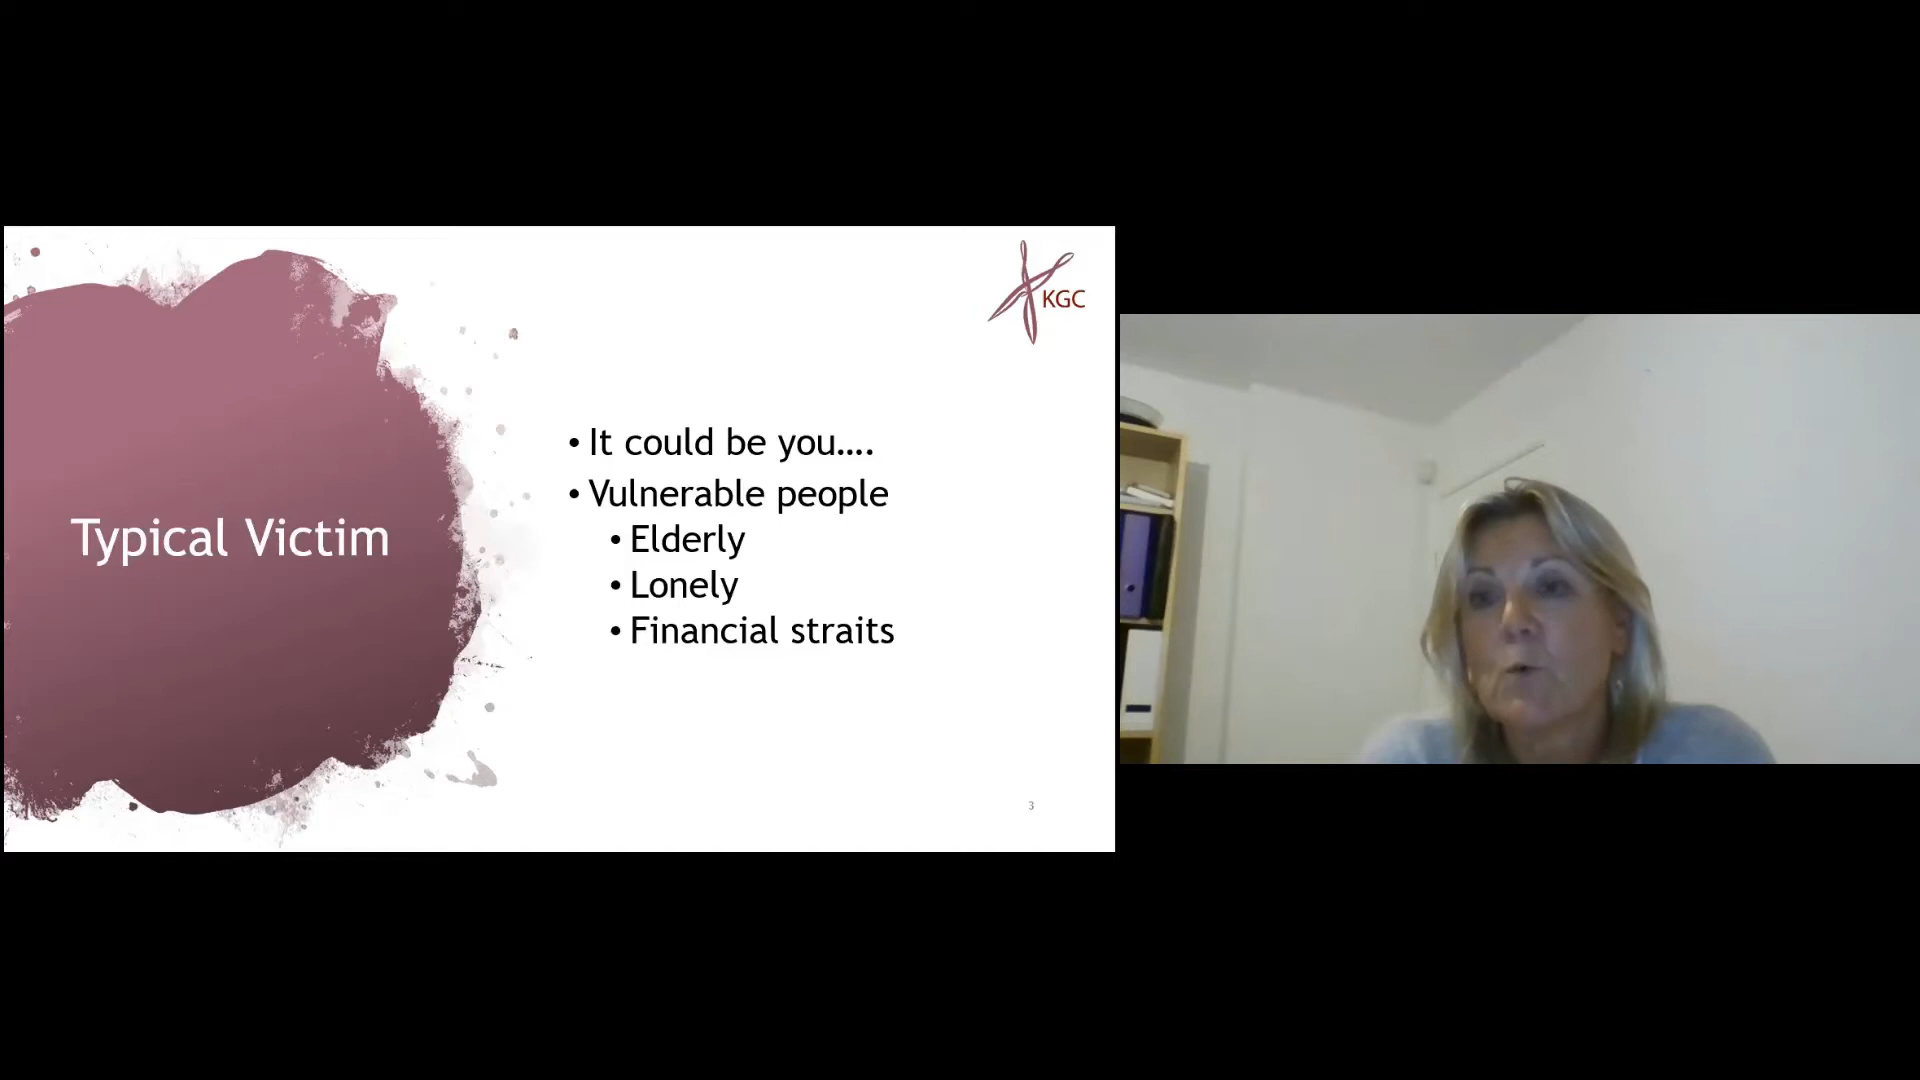 KGC
Typical Victim
• It could be you....
• Vulnerable people
• Elderly
• Lonely
• Financial straits
3